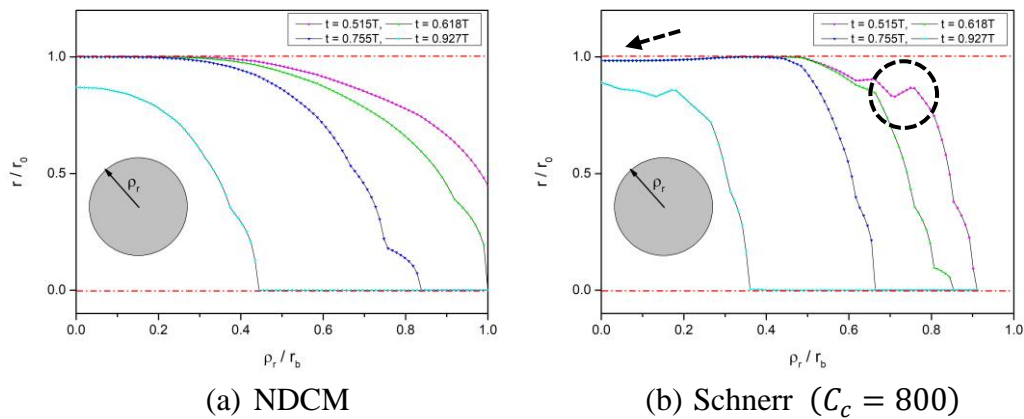 t = 0.515T, t = 0.618T
t = 0.755T, t = 0.927T
1.0
0.5
0.0
r / r₀
ρᵣ
0.0 0.2 0.4 0.6 0.8 1.0
ρᵣ / r_b
(a) NDCM
t = 0.515T, t = 0.618T
t = 0.755T, t = 0.927T
1.0
0.5
0.0
r / r₀
ρᵣ
0.0 0.2 0.4 0.6 0.8 1.0
ρᵣ / r_b
(b) Schnerr (C_c = 800)